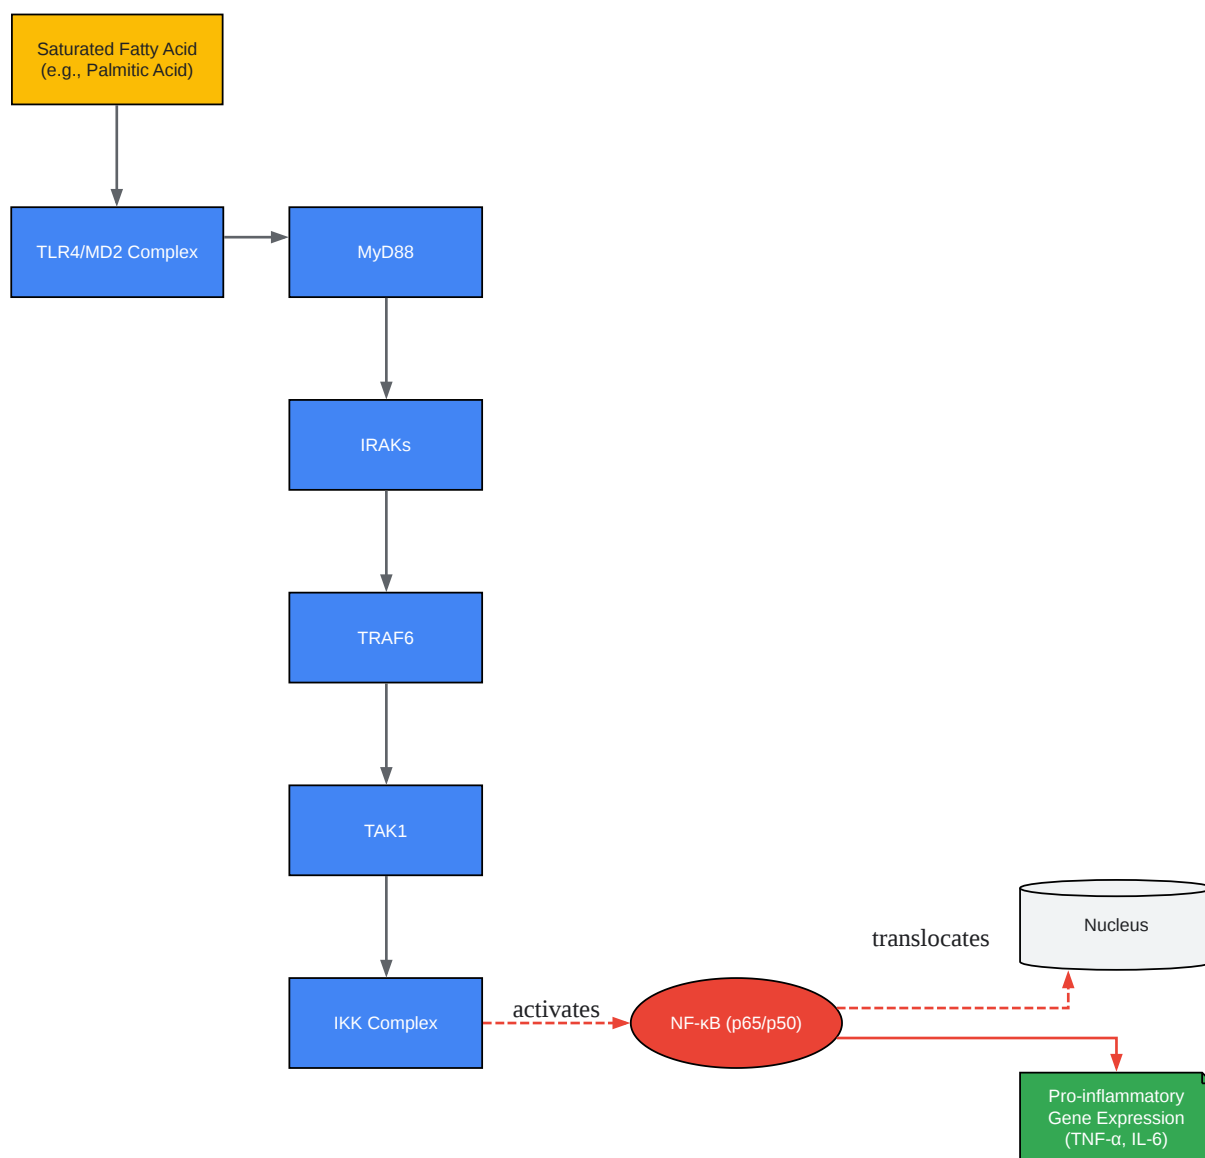 Saturated Fatty Acid
(e.g., Palmitic Acid)
TLR4/MD2 Complex
MyD88
IRAKs
TRAF6
TAK1
IKK Complex
activates
NF-κB (p65/p50)
translocates
Nucleus
Pro-inflammatory
Gene Expression
(TNF-α, IL-6)